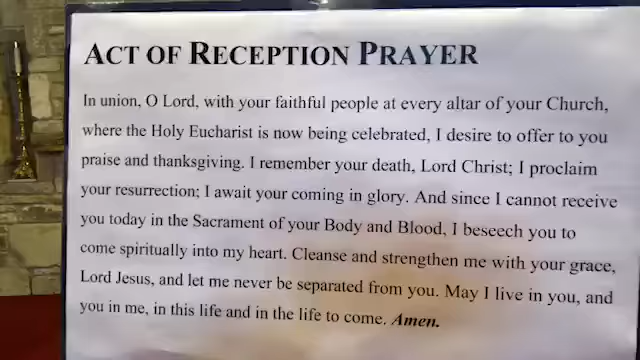 ACT OF RECEPTION PRAYER
In union, O Lord, with your faithful people at every altar of your Church,
where the Holy Eucharist is now being celebrated, I desire to offer to you
praise and thanksgiving. I remember your death, Lord Christ; I proclaim
your resurrection; I await your coming in glory. And since I cannot receive
you today in the Sacrament of your Body and Blood, I beseech you to
come spiritually into my heart. Cleanse and strengthen me with your grace,
Lord Jesus, and let me never be separated from you. May I live in you, and
you in me, in this life and in the life to come. Amen.